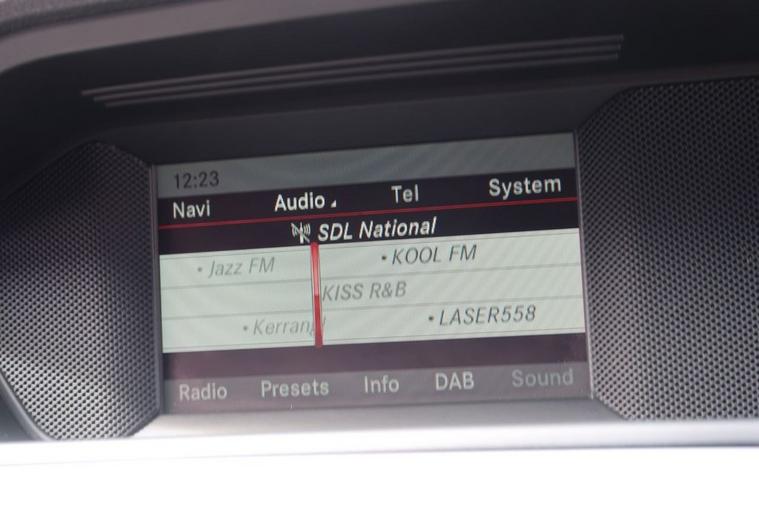 12:23
Navi Audio Tel System
SDL National
• Jazz FM • KOOL FM
KISS R&B
• Kerrang! • LASER558
Radio Presets Info DAB Sound